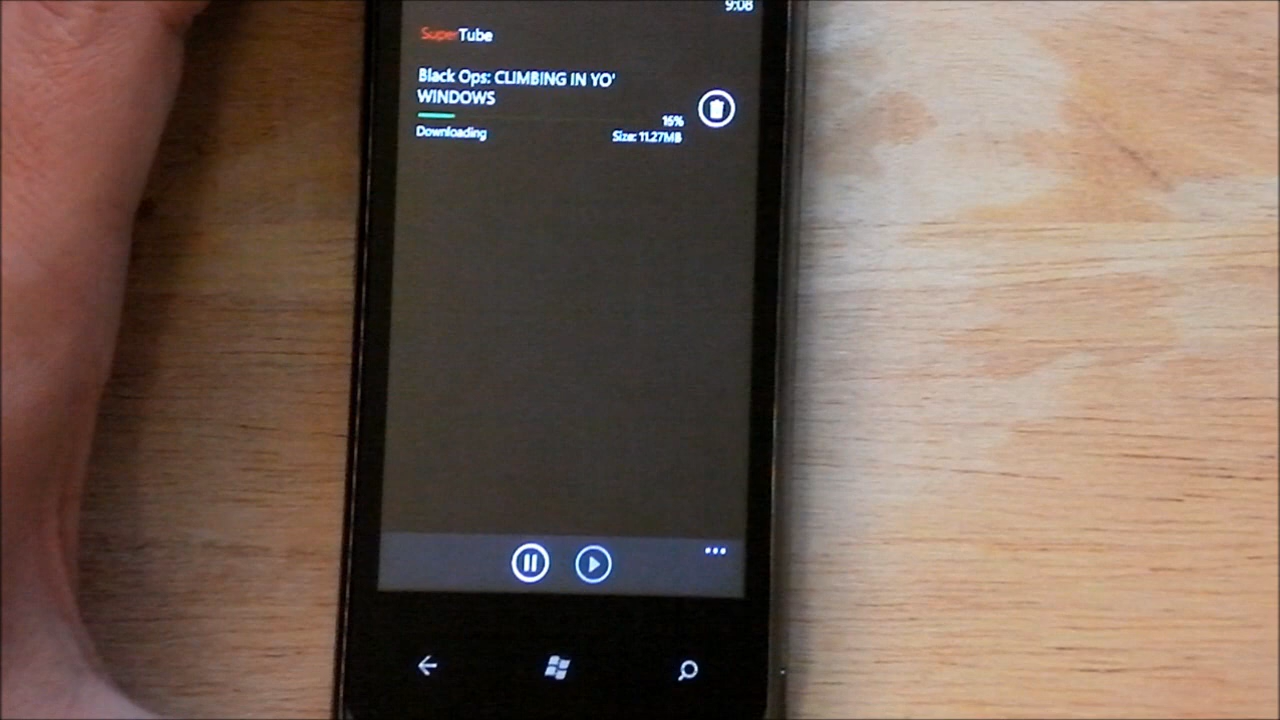 9:08
SuperTube
Black Ops: CLIMBING IN YO'
WINDOWS
16%
Downloading
Size: 11.27MB